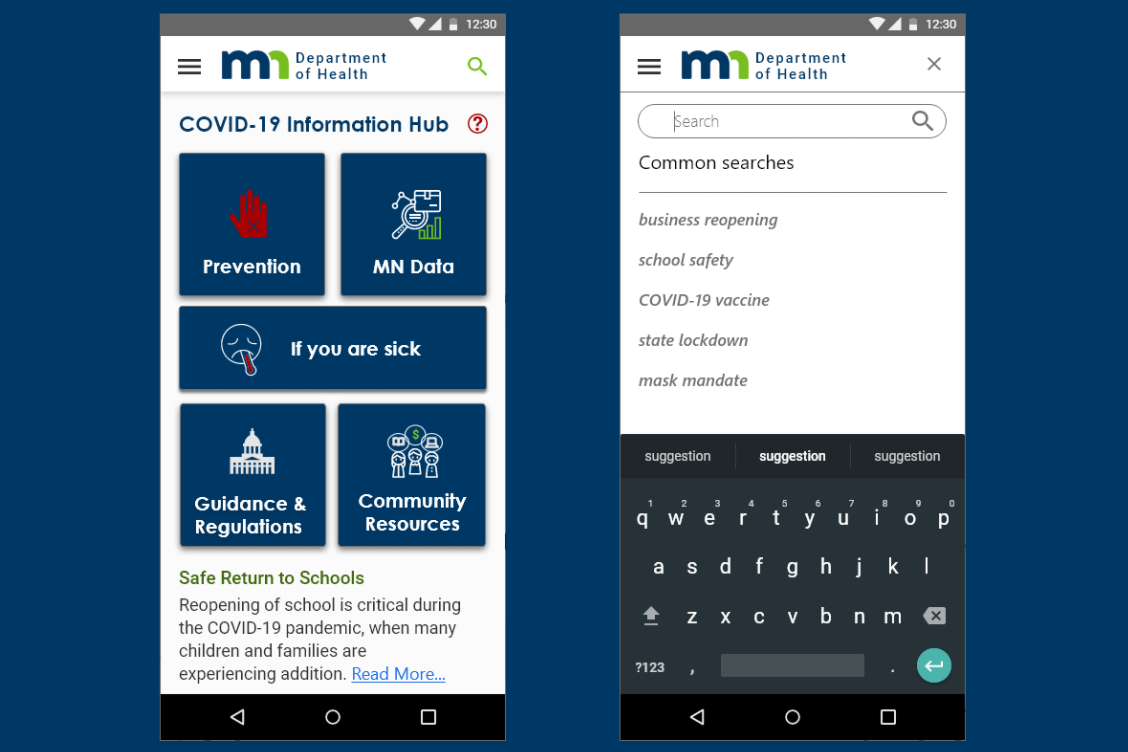 12:30
mn Department
of Health
COVID-19 Information Hub ?
Prevention
MN Data
If you are sick
$
Guidance &
Regulations
Community
Resources
Safe Return to Schools
Reopening of school is critical during
the COVID-19 pandemic, when many
children and families are
experiencing addition. Read More...
12:30
mn Department
of Health
Search
Common searches
business reopening
school safety
COVID-19 vaccine
state lockdown
mask mandate
suggestion suggestion suggestion
1 2 3 4 5 6 7 8 9 0
q w e r t y u i o p
a s d f g h j k l
z x c v b n m
?123 , .